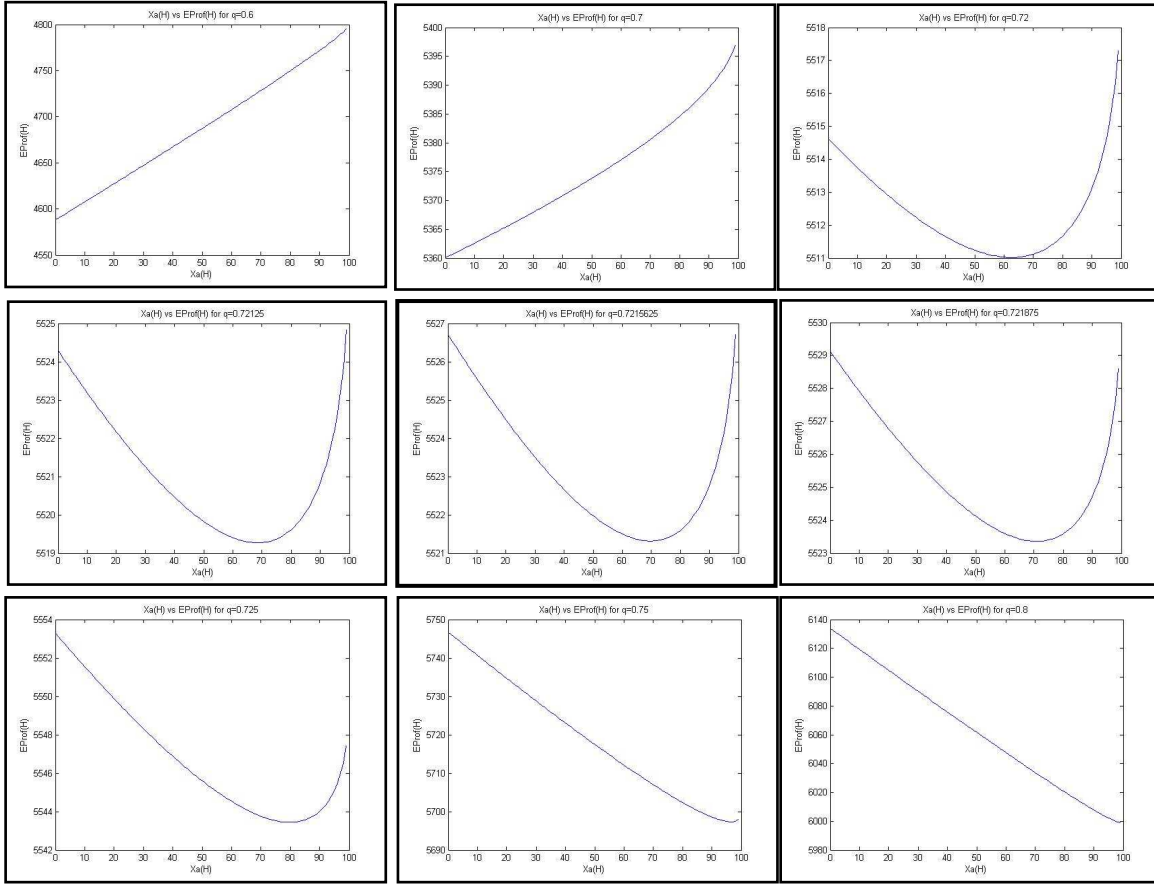 Xa(H) vs EProf(H) for q=0.6
4800
4750
4700
4650
4600
4550
EProf(H)
0 10 20 30 40 50 60 70 80 90 100
Xa(H)
Xa(H) vs EProf(H) for q=0.7
5400
5395
5390
5385
5380
5375
5370
5365
5360
EProf(H)
0 10 20 30 40 50 60 70 80 90 100
Xa(H)
Xa(H) vs EProf(H) for q=0.72
5518
5517
5516
5515
5514
5513
5512
5511
EProf(H)
0 10 20 30 40 50 60 70 80 90 100
Xa(H)
Xa(H) vs EProf(H) for q=0.72125
5525
5524
5523
5522
5521
5520
5519
EProf(H)
0 10 20 30 40 50 60 70 80 90 100
Xa(H)
Xa(H) vs EProf(H) for q=0.7215625
5527
5526
5525
5524
5523
5522
5521
EProf(H)
0 10 20 30 40 50 60 70 80 90 100
Xa(H)
Xa(H) vs EProf(H) for q=0.721875
5530
5529
5528
5527
5526
5525
5524
5523
EProf(H)
0 10 20 30 40 50 60 70 80 90 100
Xa(H)
Xa(H) vs EProf(H) for q=0.725
5554
5552
5550
5548
5546
5544
5542
EProf(H)
0 10 20 30 40 50 60 70 80 90 100
Xa(H)
Xa(H) vs EProf(H) for q=0.75
5750
5740
5730
5720
5710
5700
5690
EProf(H)
0 10 20 30 40 50 60 70 80 90 100
Xa(H)
Xa(H) vs EProf(H) for q=0.8
6140
6120
6100
6080
6060
6040
6020
6000
5980
EProf(H)
0 10 20 30 40 50 60 70 80 90 100
Xa(H)